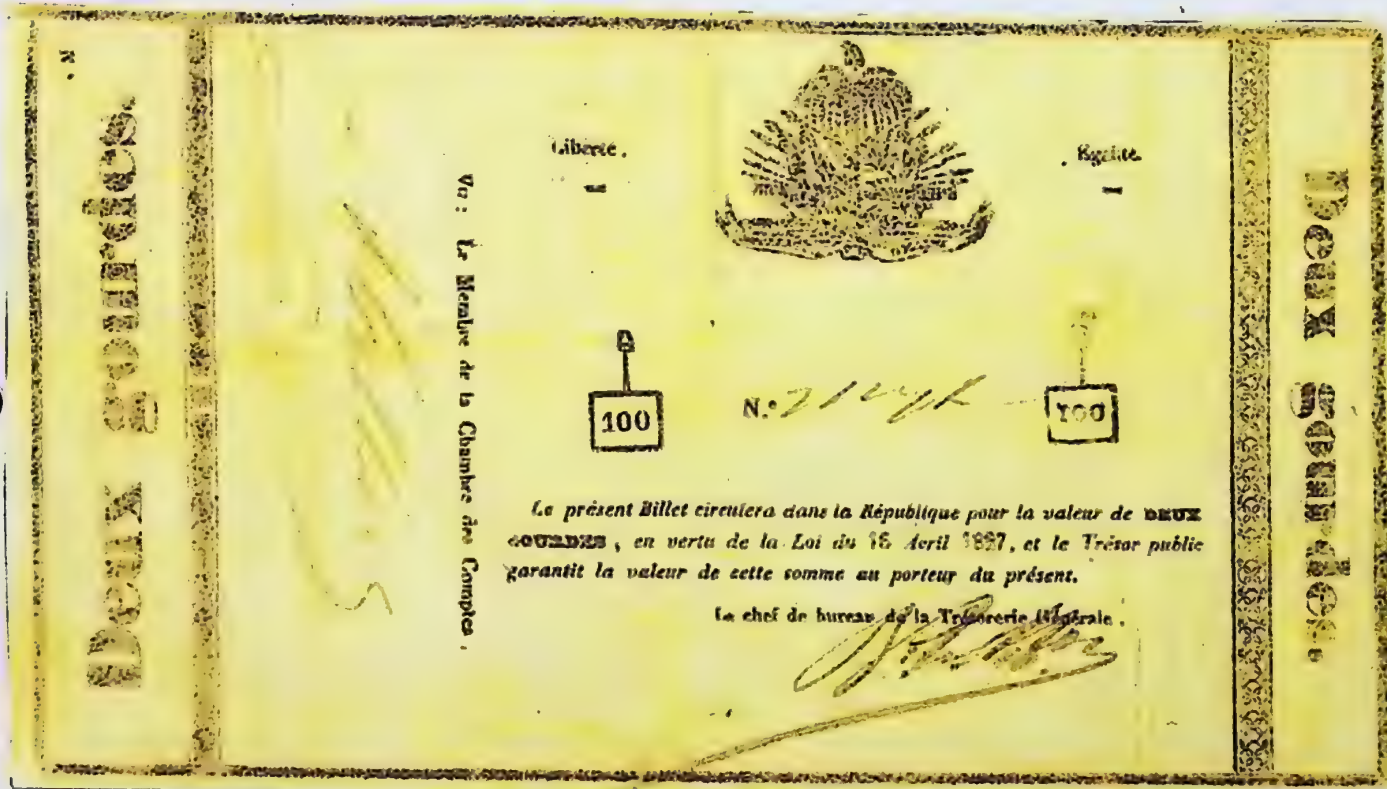 Deux gourdes.
Vu: Le Membre de la Chambre des Comptes.
Liberté. Egalité.
100 N.º 100
Le présent Billet circulera dans la République pour la valeur de DEUX
GOURDES, en vertu de la Loi du 16 Avril 1827, et le Trésor public
garantit la valeur de cette somme au porteur du présent.
Le chef de bureau de la Trésorerie Générale.
Deux gourdes.